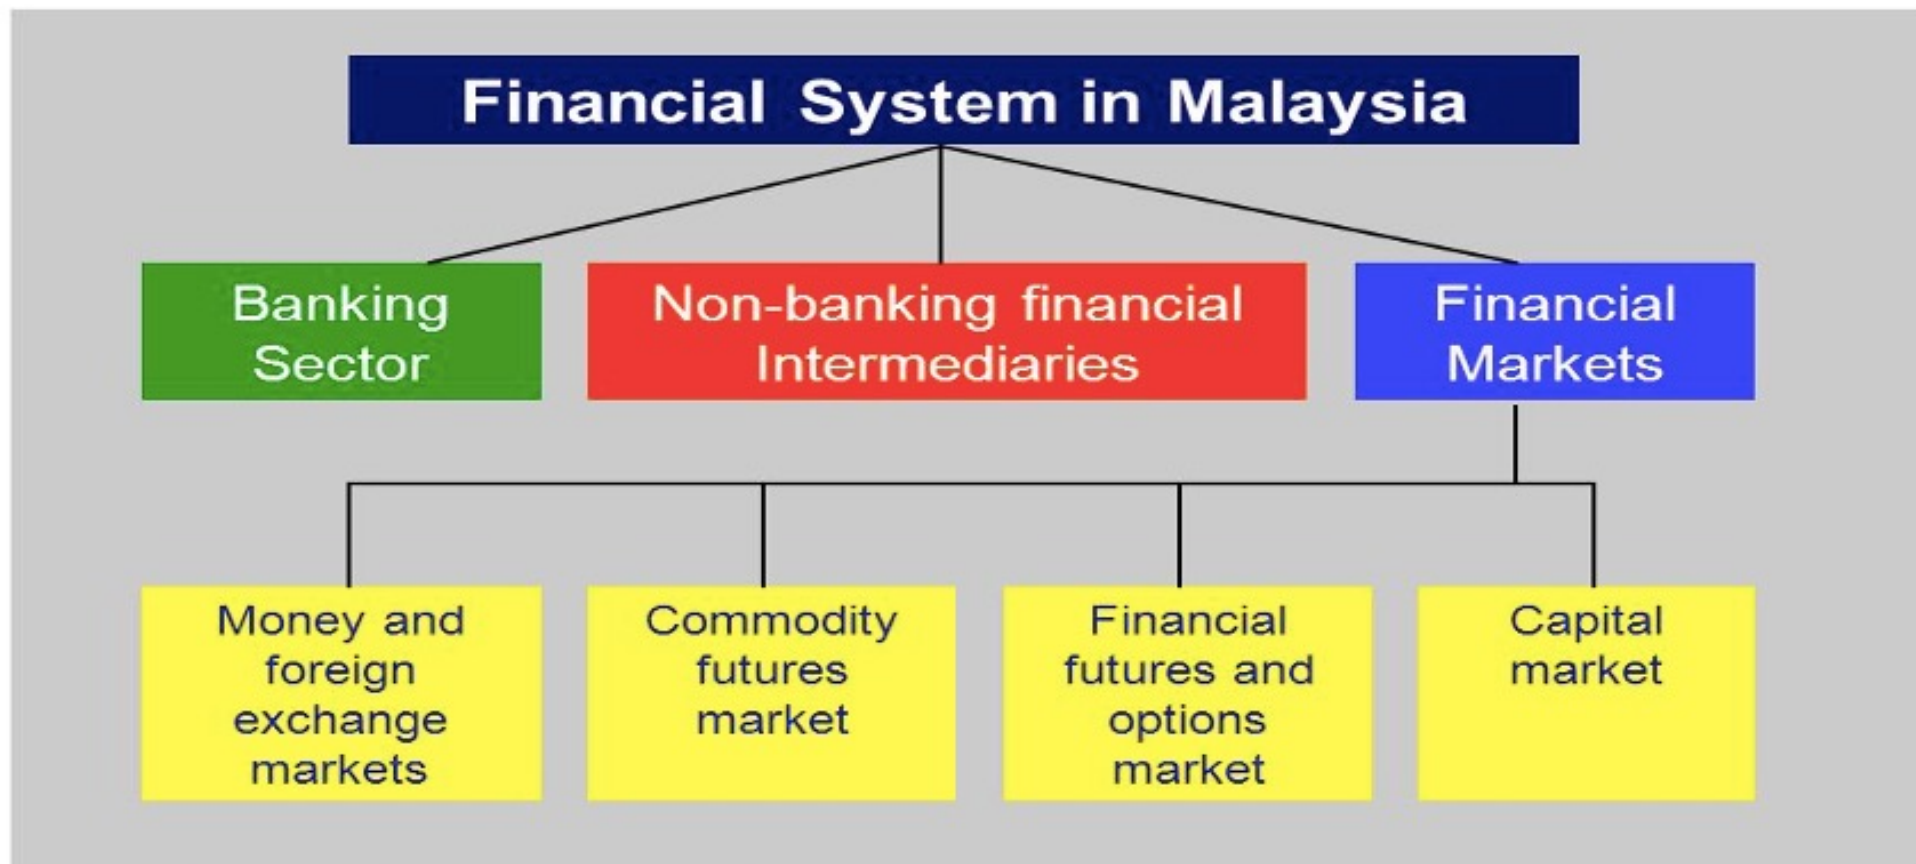 Financial System in Malaysia
Banking
Sector
Non-banking financial
Intermediaries
Financial
Markets
Money and
foreign
exchange
markets
Commodity
futures
market
Financial
futures and
options
market
Capital
market